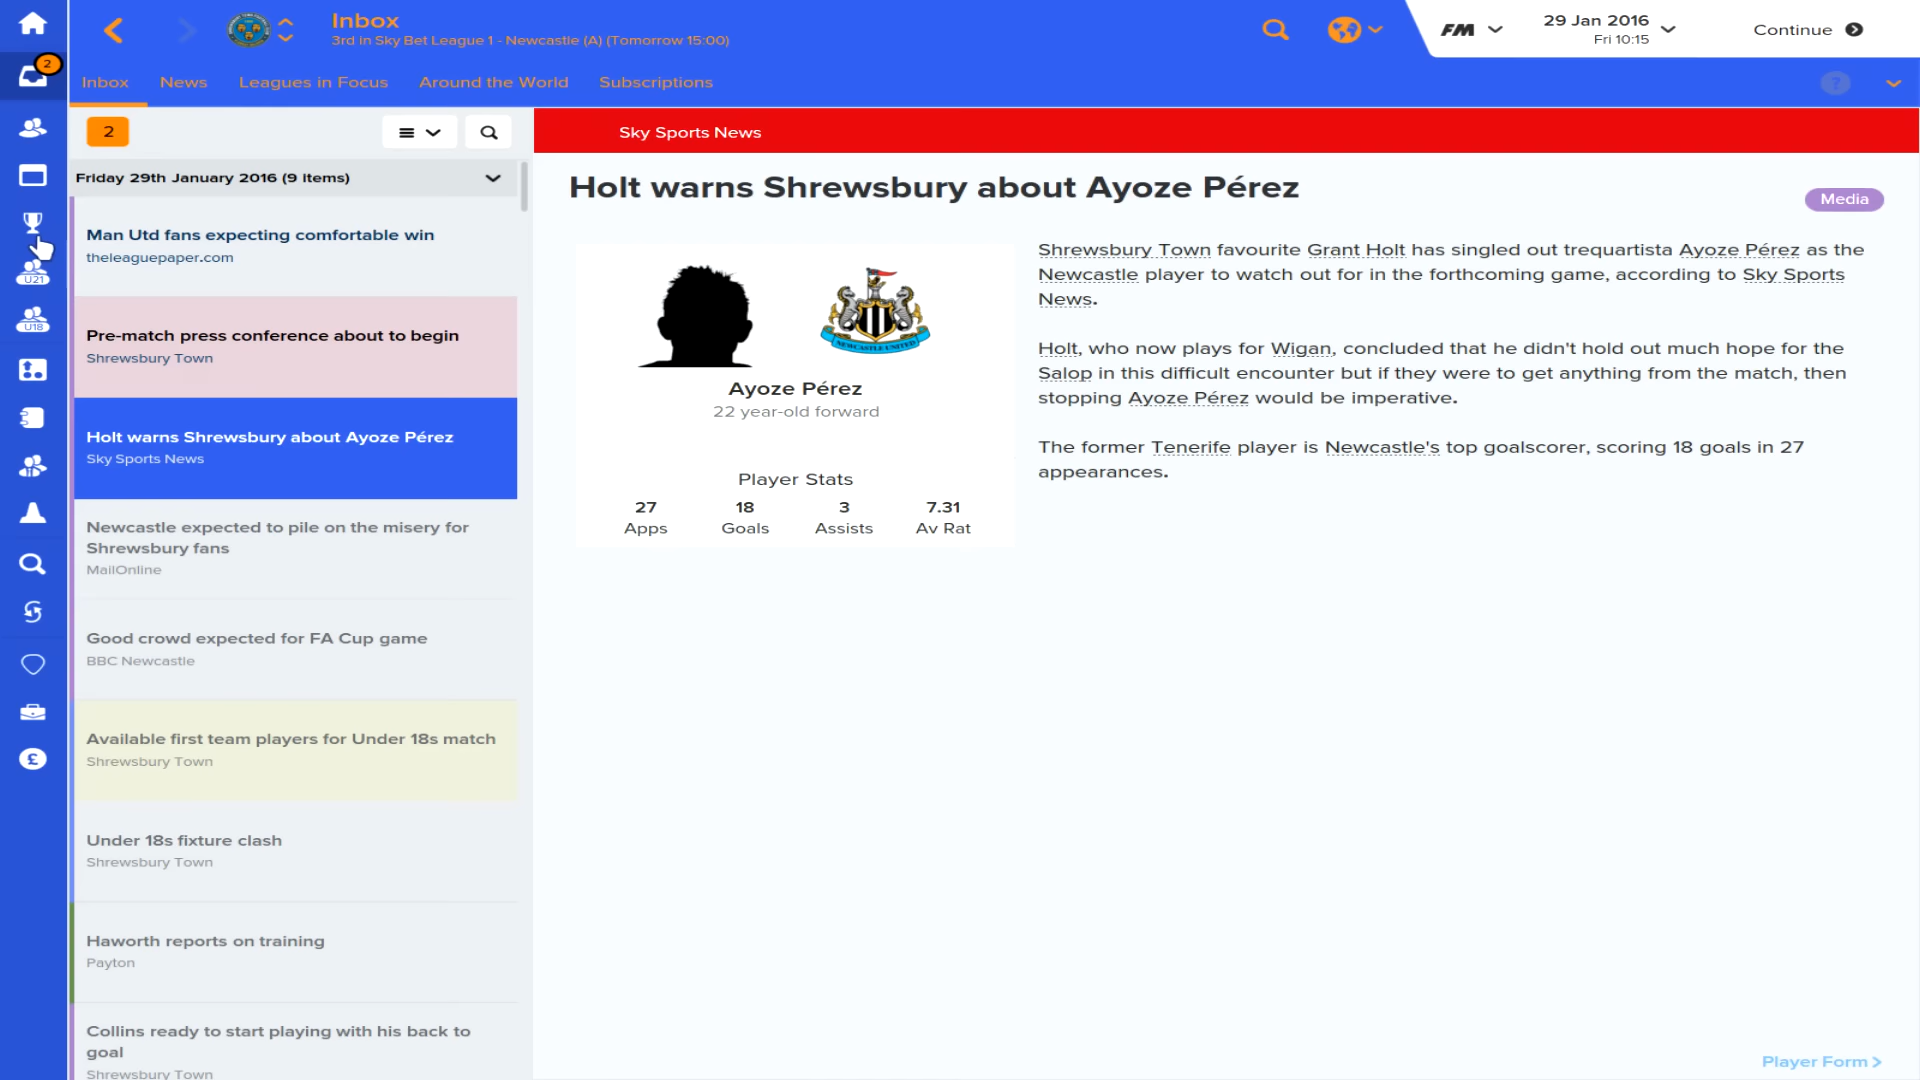 Inbox
3rd in Sky Bet League 1 - Newcastle (A) (Tomorrow 15:00)
FM
29 Jan 2016
Fri 10:15
Continue
2
Inbox
News
Leagues in Focus
Around the World
Subscriptions
?
2
Sky Sports News
Friday 29th January 2016 (9 items)
Man Utd fans expecting comfortable win
theleaguepaper.com
Pre-match press conference about to begin
Shrewsbury Town
Holt warns Shrewsbury about Ayoze Pérez
Sky Sports News
Newcastle expected to pile on the misery for
Shrewsbury fans
MailOnline
Good crowd expected for FA Cup game
BBC Newcastle
Available first team players for Under 18s match
Shrewsbury Town
Under 18s fixture clash
Shrewsbury Town
Haworth reports on training
Payton
Collins ready to start playing with his back to
goal
Shrewsbury Town
U21
U18
£
Holt warns Shrewsbury about Ayoze Pérez
Media
NEWCASTLE UNITED
Ayoze Pérez
22 year-old forward
Player Stats
27 18 3 7.31
Apps Goals Assists Av Rat
Shrewsbury Town favourite Grant Holt has singled out trequartista Ayoze Pérez as the
Newcastle player to watch out for in the forthcoming game, according to Sky Sports
News.
Holt, who now plays for Wigan, concluded that he didn't hold out much hope for the
Salop in this difficult encounter but if they were to get anything from the match, then
stopping Ayoze Pérez would be imperative.
The former Tenerife player is Newcastle's top goalscorer, scoring 18 goals in 27
appearances.
Player Form >